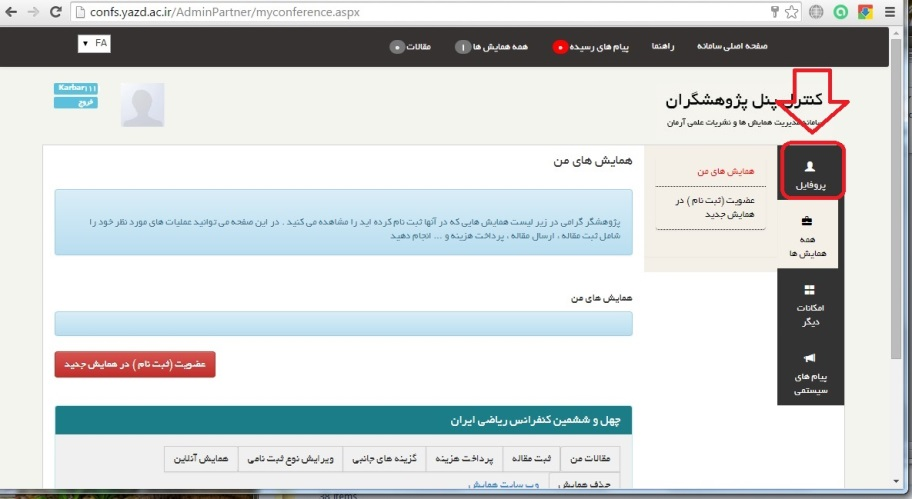 confs.yazd.ac.ir/AdminPartner/myconference.aspx
صفحه اصلی سامانه
راهنما
پیام های رسیده ۰
همه همایش ها ۱
مقالات ۰
FA
Karbar111
خروج
کنترل پنل پژوهشگران
سامانه مدیریت همایش ها و نشریات علمی آرمان
پروفایل
همه
همایش ها
امکانات
دیگر
پیام های
سیستمی
همایش های من
عضویت (ثبت نام ) در
همایش جدید
همایش های من
پژوهشگر گرامی در زیر لیست همایش هایی که در آنها ثبت نام کرده اید را مشاهده می کنید . در این صفحه می توانید عملیات های مورد نظر خود را
شامل ثبت مقاله ، ارسال مقاله ، پرداخت هزینه و ... انجام دهید
همایش های من
عضویت (ثبت نام ) در همایش جدید
چهل و ششمین کنفرانس ریاضی ایران
مقالات من
ثبت مقاله
پرداخت هزینه
گزینه های جانبی
ویرایش نوع ثبت نامی
همایش آنلاین
حذف همایش
وب سایت همایش
58 items